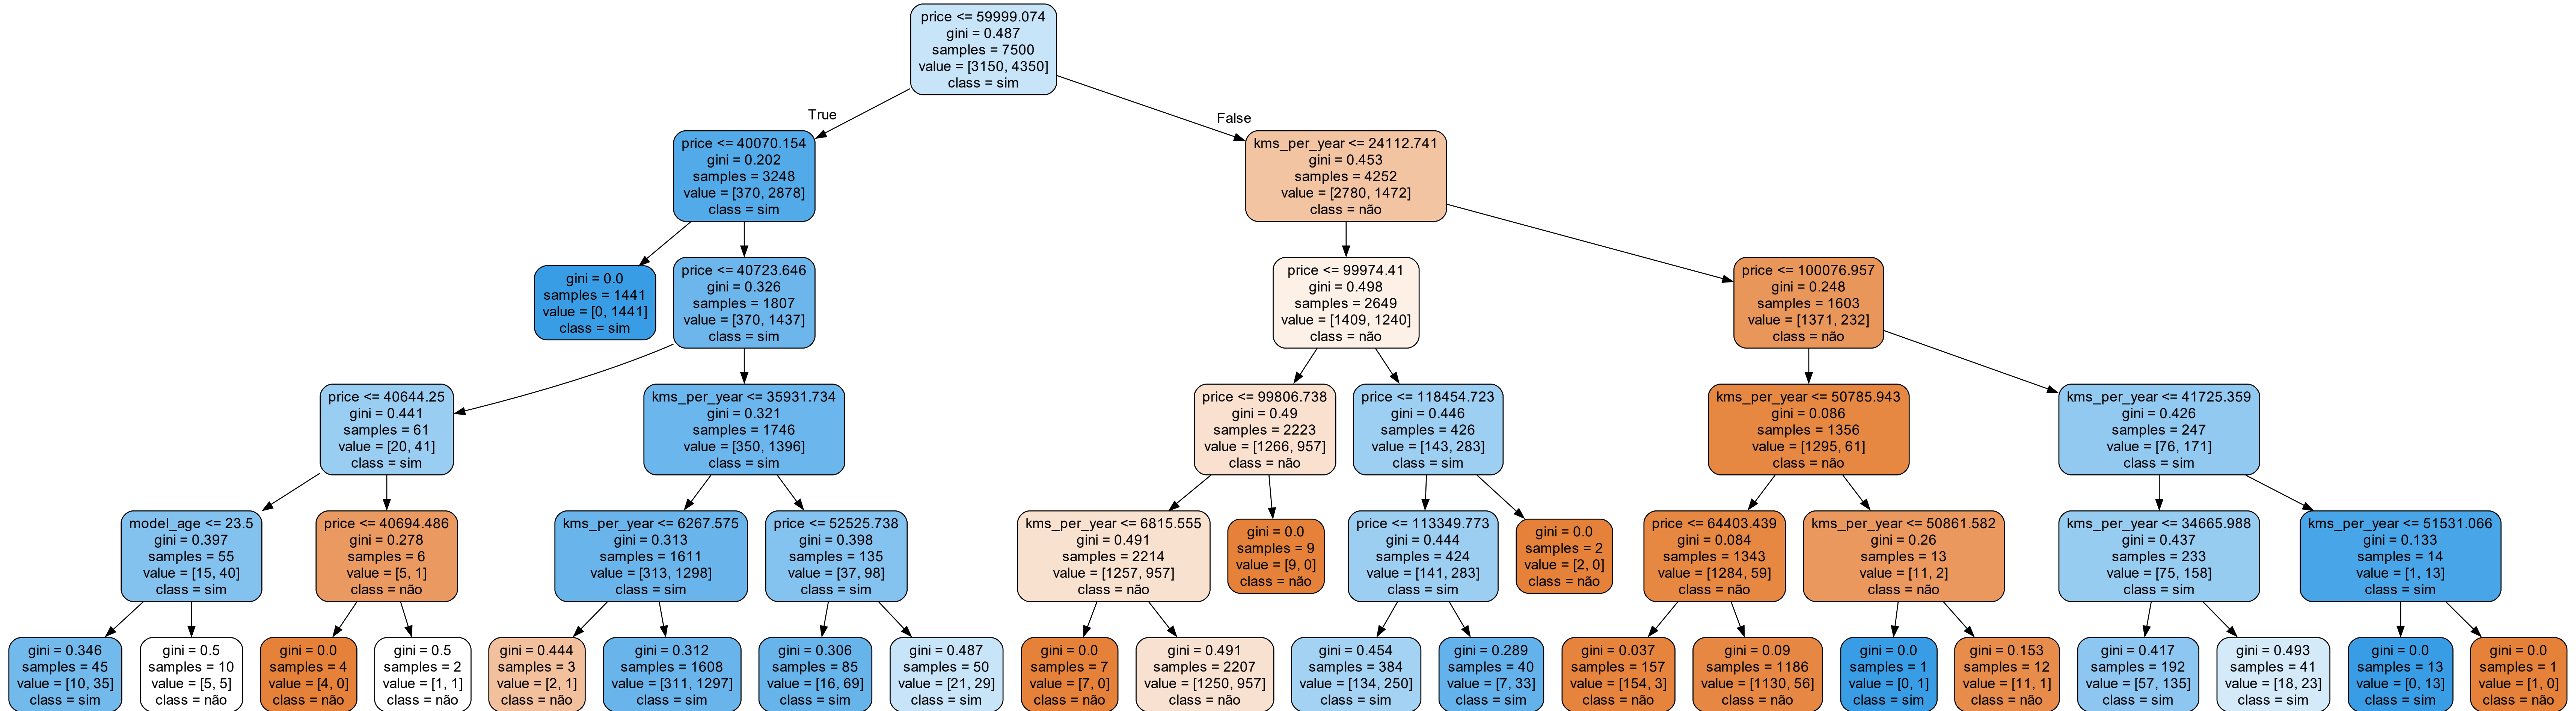 price <= 59999.074
gini = 0.487
samples = 7500
value = [3150, 4350]
class = sim
True
False
price <= 40070.154
gini = 0.202
samples = 3248
value = [370, 2878]
class = sim
kms_per_year <= 24112.741
gini = 0.453
samples = 4252
value = [2780, 1472]
class = não
gini = 0.0
samples = 1441
value = [0, 1441]
class = sim
price <= 40723.646
gini = 0.326
samples = 1807
value = [370, 1437]
class = sim
price <= 99974.41
gini = 0.498
samples = 2649
value = [1409, 1240]
class = não
price <= 100076.957
gini = 0.248
samples = 1603
value = [1371, 232]
class = não
price <= 40644.25
gini = 0.441
samples = 61
value = [20, 41]
class = sim
kms_per_year <= 35931.734
gini = 0.321
samples = 1746
value = [350, 1396]
class = sim
price <= 99806.738
gini = 0.49
samples = 2223
value = [1266, 957]
class = não
price <= 118454.723
gini = 0.446
samples = 426
value = [143, 283]
class = sim
kms_per_year <= 50785.943
gini = 0.086
samples = 1356
value = [1295, 61]
class = não
kms_per_year <= 41725.359
gini = 0.426
samples = 247
value = [76, 171]
class = sim
model_age <= 23.5
gini = 0.397
samples = 55
value = [15, 40]
class = sim
price <= 40694.486
gini = 0.278
samples = 6
value = [5, 1]
class = não
kms_per_year <= 6267.575
gini = 0.313
samples = 1611
value = [313, 1298]
class = sim
price <= 52525.738
gini = 0.398
samples = 135
value = [37, 98]
class = sim
kms_per_year <= 6815.555
gini = 0.491
samples = 2214
value = [1257, 957]
class = não
gini = 0.0
samples = 9
value = [9, 0]
class = não
price <= 113349.773
gini = 0.444
samples = 424
value = [141, 283]
class = sim
gini = 0.0
samples = 2
value = [2, 0]
class = não
price <= 64403.439
gini = 0.084
samples = 1343
value = [1284, 59]
class = não
kms_per_year <= 50861.582
gini = 0.26
samples = 13
value = [11, 2]
class = não
kms_per_year <= 34665.988
gini = 0.437
samples = 233
value = [75, 158]
class = sim
kms_per_year <= 51531.066
gini = 0.133
samples = 14
value = [1, 13]
class = sim
gini = 0.346
samples = 45
value = [10, 35]
class = sim
gini = 0.5
samples = 10
value = [5, 5]
class = não
gini = 0.0
samples = 4
value = [4, 0]
class = não
gini = 0.5
samples = 2
value = [1, 1]
class = não
gini = 0.444
samples = 3
value = [2, 1]
class = não
gini = 0.312
samples = 1608
value = [311, 1297]
class = sim
gini = 0.306
samples = 85
value = [16, 69]
class = sim
gini = 0.487
samples = 50
value = [21, 29]
class = sim
gini = 0.0
samples = 7
value = [7, 0]
class = não
gini = 0.491
samples = 2207
value = [1250, 957]
class = não
gini = 0.454
samples = 384
value = [134, 250]
class = sim
gini = 0.289
samples = 40
value = [7, 33]
class = sim
gini = 0.037
samples = 157
value = [154, 3]
class = não
gini = 0.09
samples = 1186
value = [1130, 56]
class = não
gini = 0.0
samples = 1
value = [0, 1]
class = sim
gini = 0.153
samples = 12
value = [11, 1]
class = não
gini = 0.417
samples = 192
value = [57, 135]
class = sim
gini = 0.493
samples = 41
value = [18, 23]
class = sim
gini = 0.0
samples = 13
value = [0, 13]
class = sim
gini = 0.0
samples = 1
value = [1, 0]
class = não